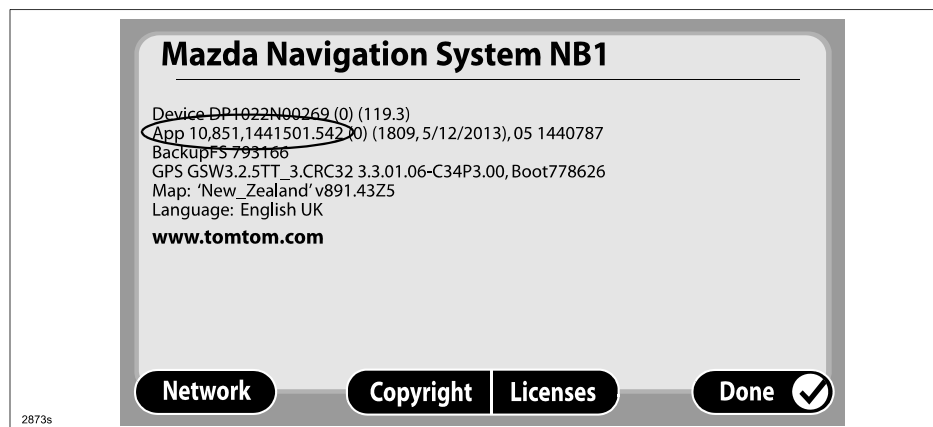 Mazda Navigation System NB1
Device DP1022N00269 (0) (119.3)
App 10,851,1441501.542 (0) (1809, 5/12/2013), 05 1440787
BackupFS 793166
GPS GSW3.2.5TT_3.CRC32 3.3.01.06-C34P3.00, Boot778626
Map: ‘New_Zealand’ v891.43Z5
Language: English UK
www.tomtom.com
Network Copyright Licenses Done
2873s